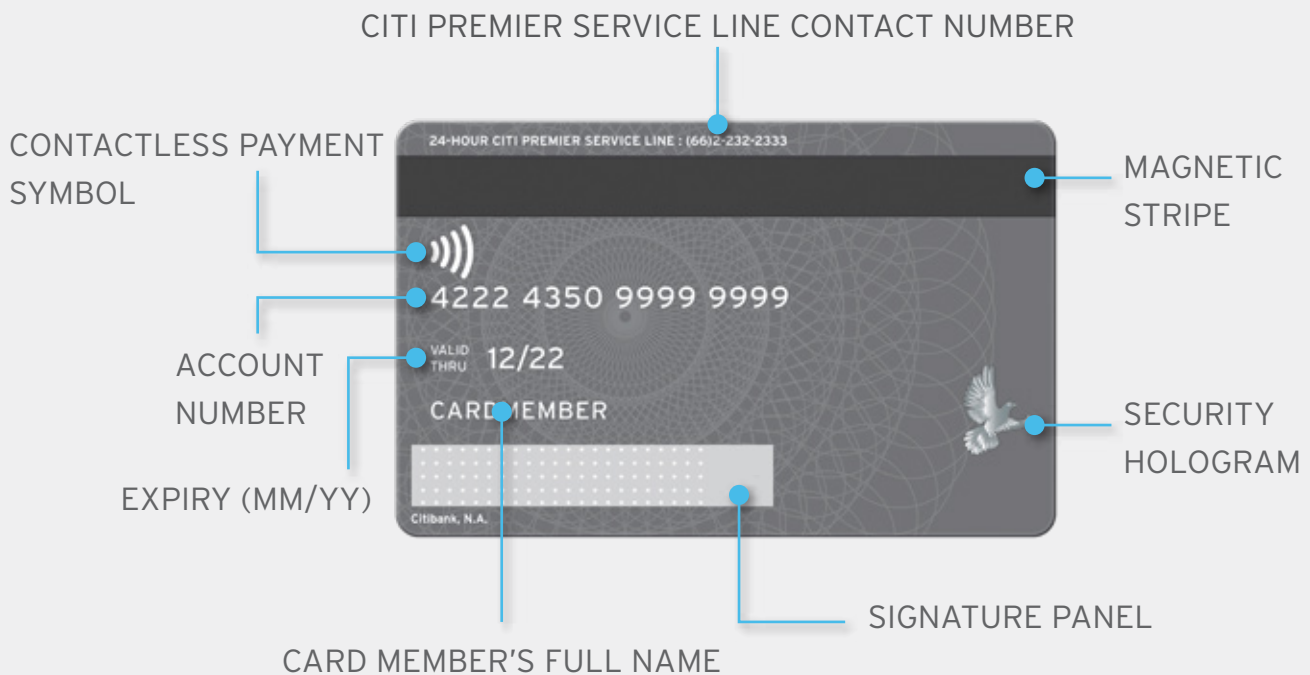 CITI PREMIER SERVICE LINE CONTACT NUMBER
CONTACTLESS PAYMENT
SYMBOL
24-HOUR CITI PREMIER SERVICE LINE : (66)2-232-2333
MAGNETIC
STRIPE
4222 4350 9999 9999
ACCOUNT
NUMBER
VALID
THRU
12/22
CARD MEMBER
SECURITY
HOLOGRAM
EXPIRY (MM/YY)
Citibank, N.A.
SIGNATURE PANEL
CARD MEMBER'S FULL NAME